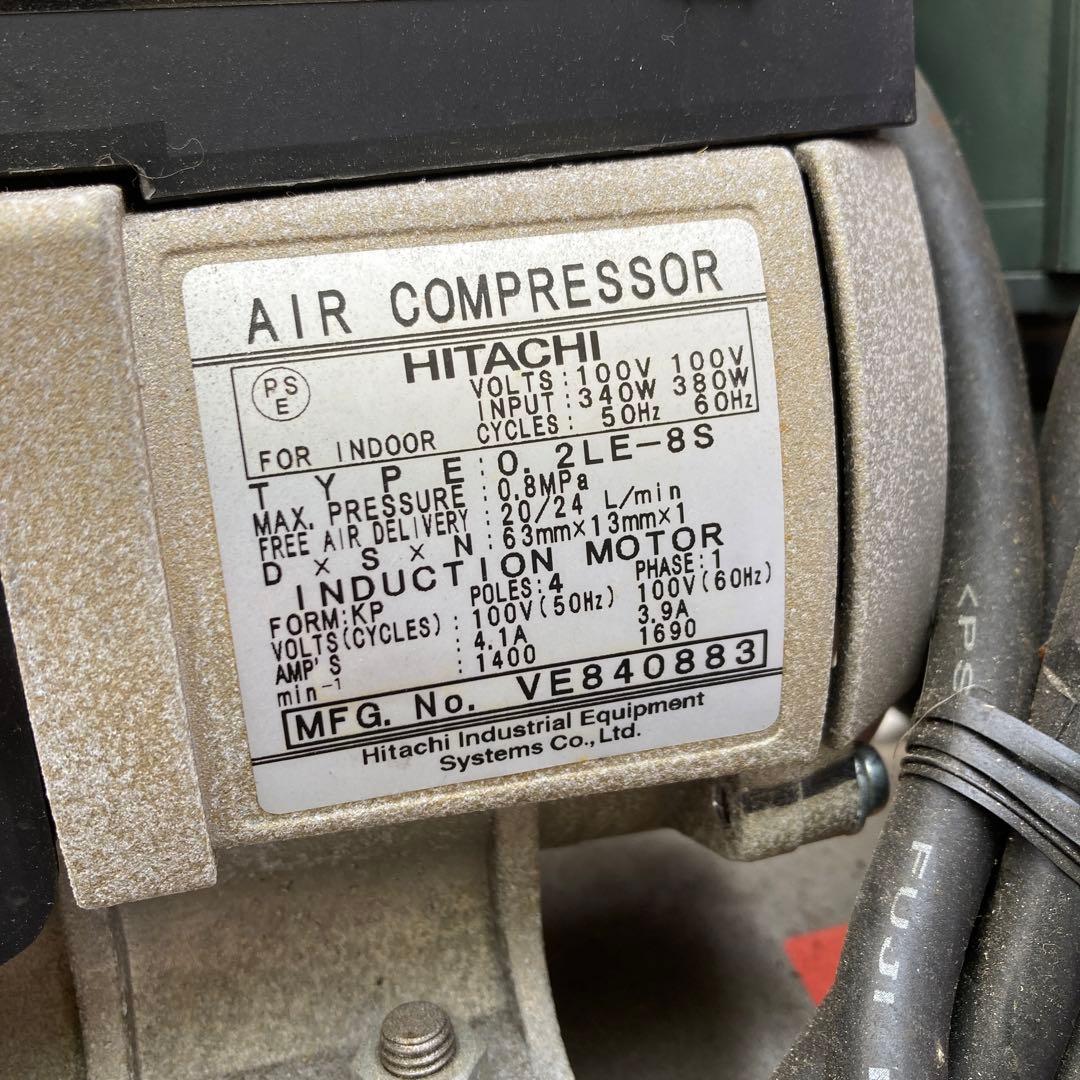 AIR COMPRESSOR
HITACHI
PS
E
VOLTS : 100V 100V
INPUT : 340W 380W
FOR INDOOR CYCLES : 50Hz 60Hz
TYPE : 0.2LE-8S
MAX. PRESSURE : 0.8MPa
FREE AIR DELIVERY : 20/24 L/min
D×S×N : 63mm×13mm×1
INDUCTION MOTOR
FORM:KP POLES:4 PHASE:1
VOLTS(CYCLES) : 100V(50Hz) 100V(60Hz)
AMP'S : 4.1A 3.9A
min-1 : 1400 1690
MFG. No. VE840883
Hitachi Industrial Equipment
Systems Co.,Ltd.
<PS
FUJI